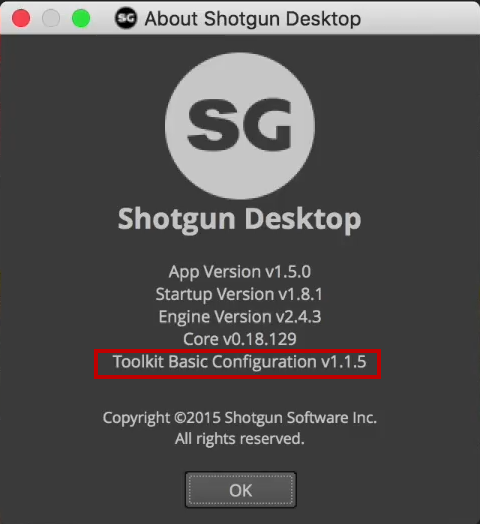 SG About Shotgun Desktop
SG
Shotgun Desktop
App Version v1.5.0
Startup Version v1.8.1
Engine Version v2.4.3
Core v0.18.129
Toolkit Basic Configuration v1.1.5
Copyright ©2015 Shotgun Software Inc.
All rights reserved.
OK